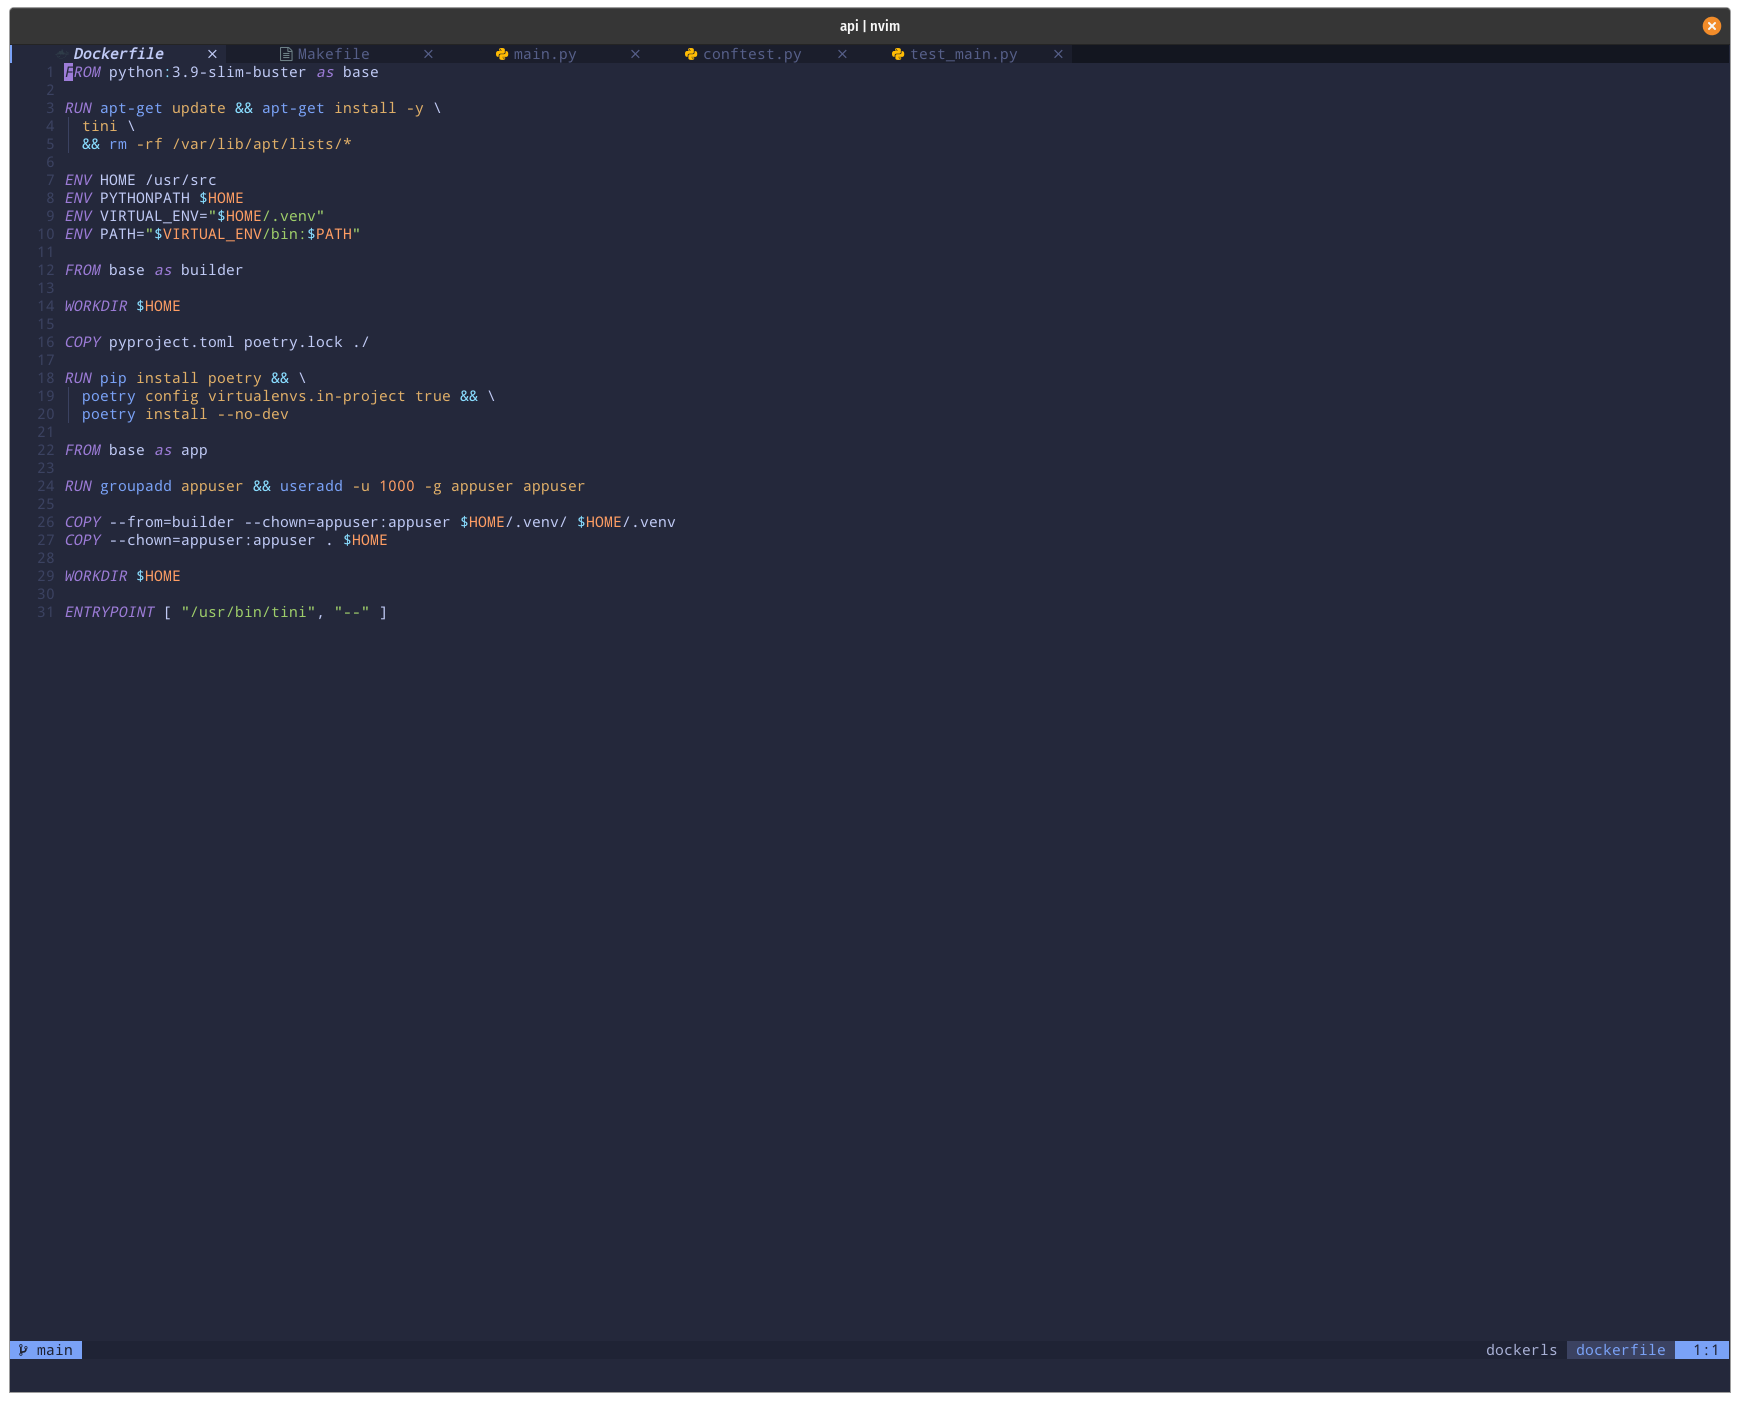 api | nvim
Dockerfile × Makefile × main.py × conftest.py × test_main.py ×
1 FROM python:3.9-slim-buster as base
2
3 RUN apt-get update && apt-get install -y \
4 tini \
5 && rm -rf /var/lib/apt/lists/*
6
7 ENV HOME /usr/src
8 ENV PYTHONPATH $HOME
9 ENV VIRTUAL_ENV="$HOME/.venv"
10 ENV PATH="$VIRTUAL_ENV/bin:$PATH"
11
12 FROM base as builder
13
14 WORKDIR $HOME
15
16 COPY pyproject.toml poetry.lock ./
17
18 RUN pip install poetry && \
19 poetry config virtualenvs.in-project true && \
20 poetry install --no-dev
21
22 FROM base as app
23
24 RUN groupadd appuser && useradd -u 1000 -g appuser appuser
25
26 COPY --from=builder --chown=appuser:appuser $HOME/.venv/ $HOME/.venv
27 COPY --chown=appuser:appuser . $HOME
28
29 WORKDIR $HOME
30
31 ENTRYPOINT [ "/usr/bin/tini", "--" ]
main dockerls dockerfile 1:1